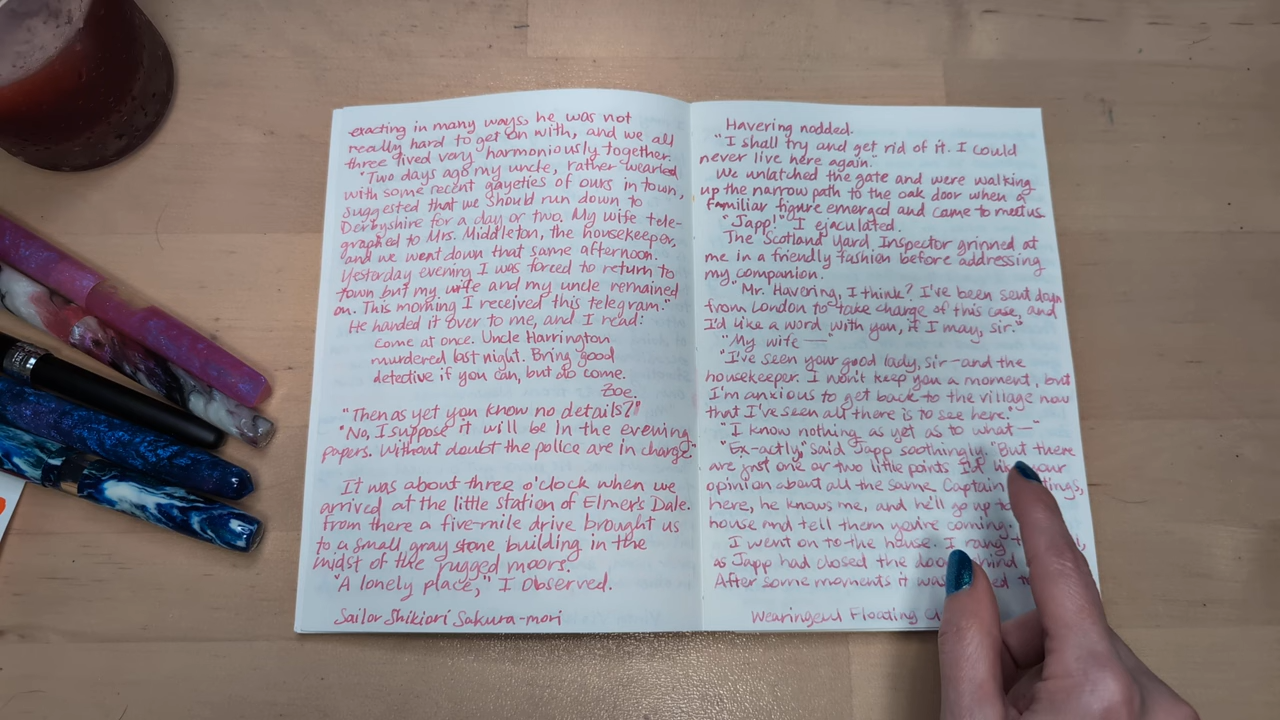 exacting in many ways, he was not
really hard to get on with, and we all
three lived very harmoniously together.
"Two days ago my uncle, rather wearied
with some recent gayeties of ours in town,
suggested that we should run down to
Derbyshire for a day or two. My wife tele-
graphed to Mrs. Middleton, the housekeeper,
and we went down that same afternoon.
Yesterday evening I was forced to return to
town but my wife and my uncle remained
on. This morning I received this telegram."
He handed it over to me, and I read:
Come at once. Uncle Harrington
murdered last night. Bring good
detective if you can, but do come.
Zoe.
"Then as yet you know no details?"
"No, I suppose it will be in the evening
papers. Without doubt the police are in charge."
It was about three o'clock when we
arrived at the little station of Elmer's Dale.
From there a five-mile drive brought us
to a small gray stone building in the
midst of the rugged moors.
"A lonely place," I observed.
Sailor Shikiori Sakura-mori
Havering nodded.
"I shall try and get rid of it. I could
never live here again."
We unlatched the gate and were walking
up the narrow path to the oak door when a
familiar figure emerged and came to meet us.
"Japp!" I ejaculated.
The Scotland Yard Inspector grinned at
me in a friendly fashion before addressing
my companion.
"Mr. Havering, I think? I've been sent down
from London to take charge of this case, and
I'd like a word with you, if I may, sir."
"My wife—"
"I've seen your good lady, sir—and the
housekeeper. I won't keep you a moment, but
I'm anxious to get back to the village now
that I've seen all there is to see here."
"I know nothing as yet as to what—"
"Ex-actly," said Japp soothingly. "But there
are just one or two little points I'd like your
opinion about all the same. Captain
here, he knows me, and he'll go up
house and tell them you're coming.
I went on to the house. I rang
as Japp had closed the door behind
After some moments it was
Wearingeul Floating